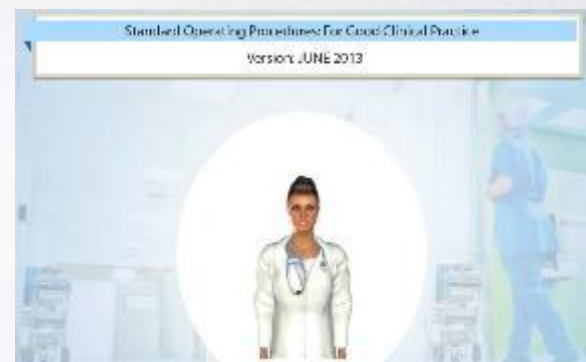 Standard Operating Procedures: For Good Clinical Practice
Version: JUNE 2013